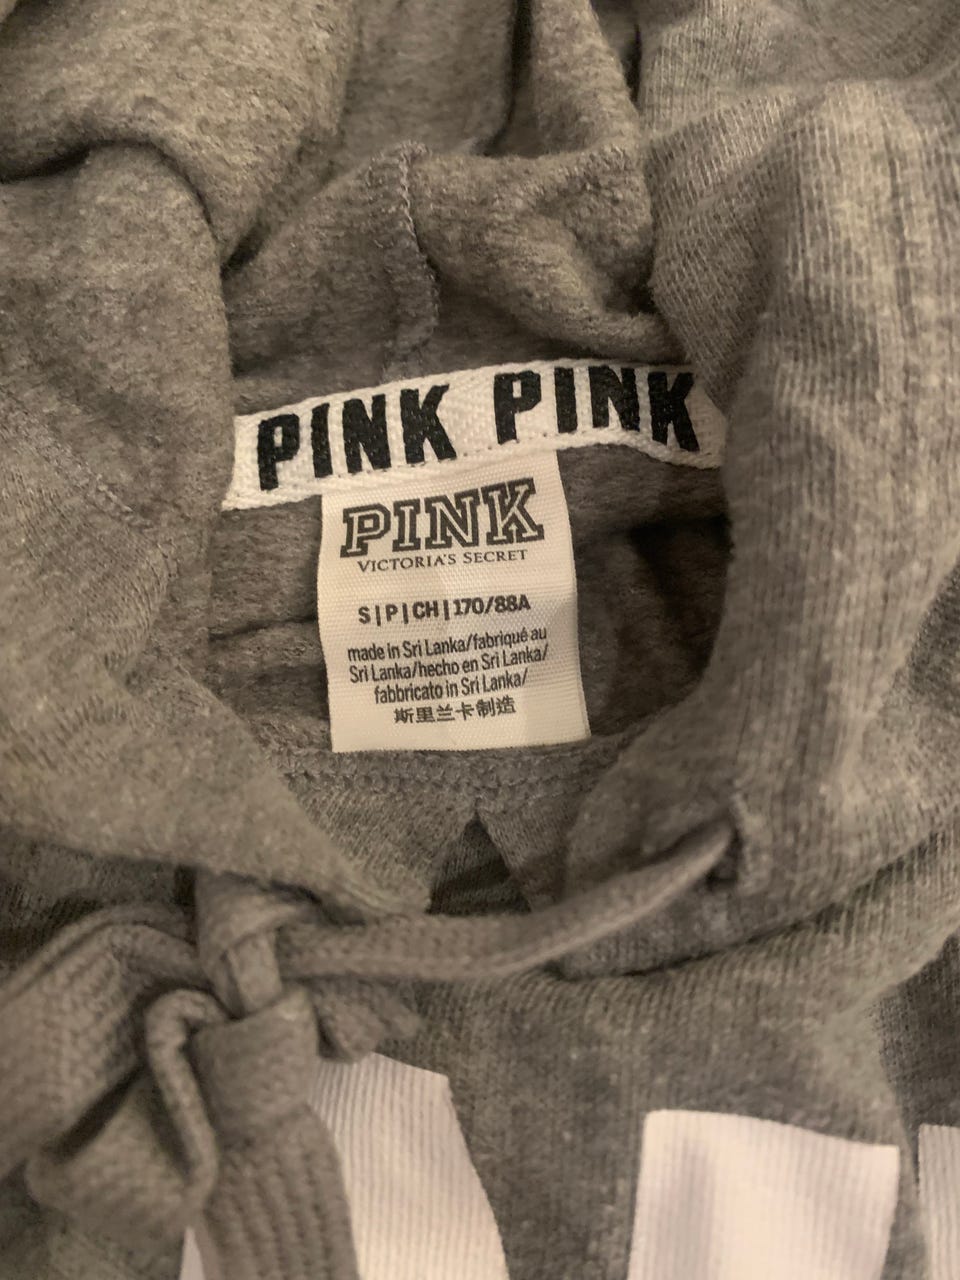 PINK PINK
PINK
VICTORIA'S SECRET
S|P|CH|170/88A
made in Sri Lanka/fabriqué au
Sri Lanka/hecho en Sri Lanka/
fabbricato in Sri Lanka/
斯里兰卡制造